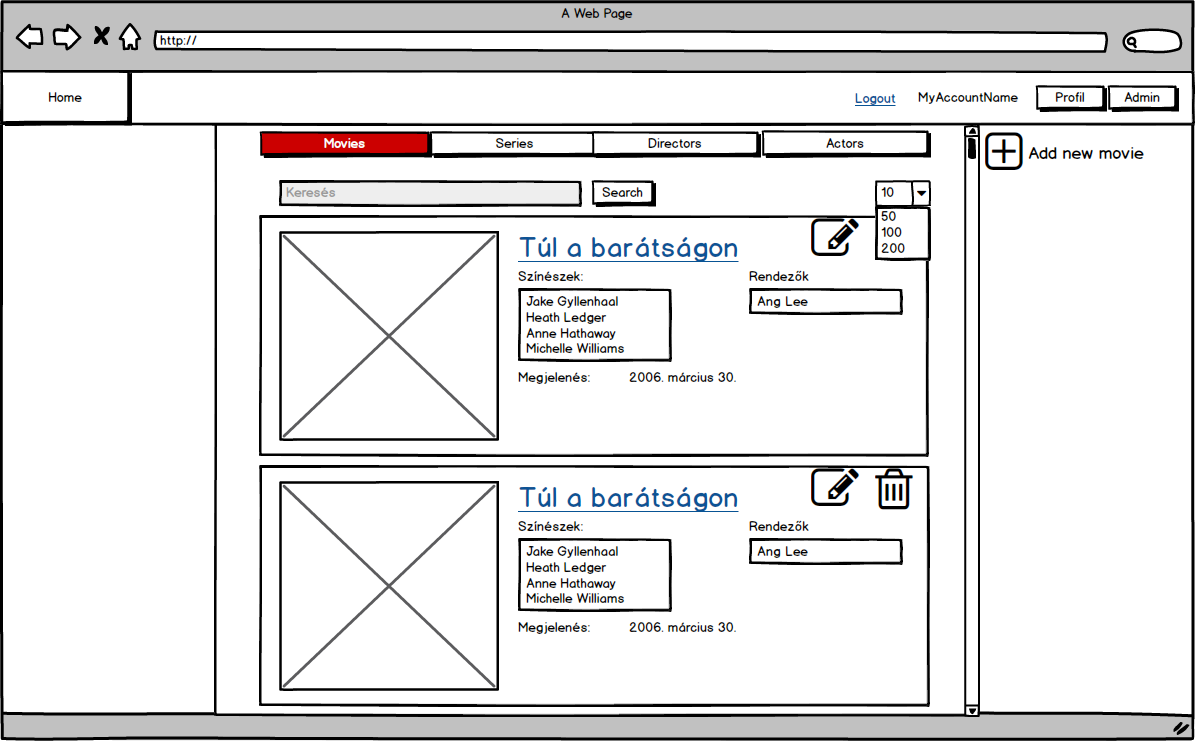 A Web Page
http://
Home
Logout
MyAccountName
Profil
Admin
Movies
Series
Directors
Actors
Add new movie
Keresés
Search
10
50
100
200
Túl a barátságon
Színészek:
Rendezők
Jake Gyllenhaal
Heath Ledger
Anne Hathaway
Michelle Williams
Ang Lee
Megjelenés:
2006. március 30.
Túl a barátságon
Színészek:
Rendezők
Jake Gyllenhaal
Heath Ledger
Anne Hathaway
Michelle Williams
Ang Lee
Megjelenés:
2006. március 30.